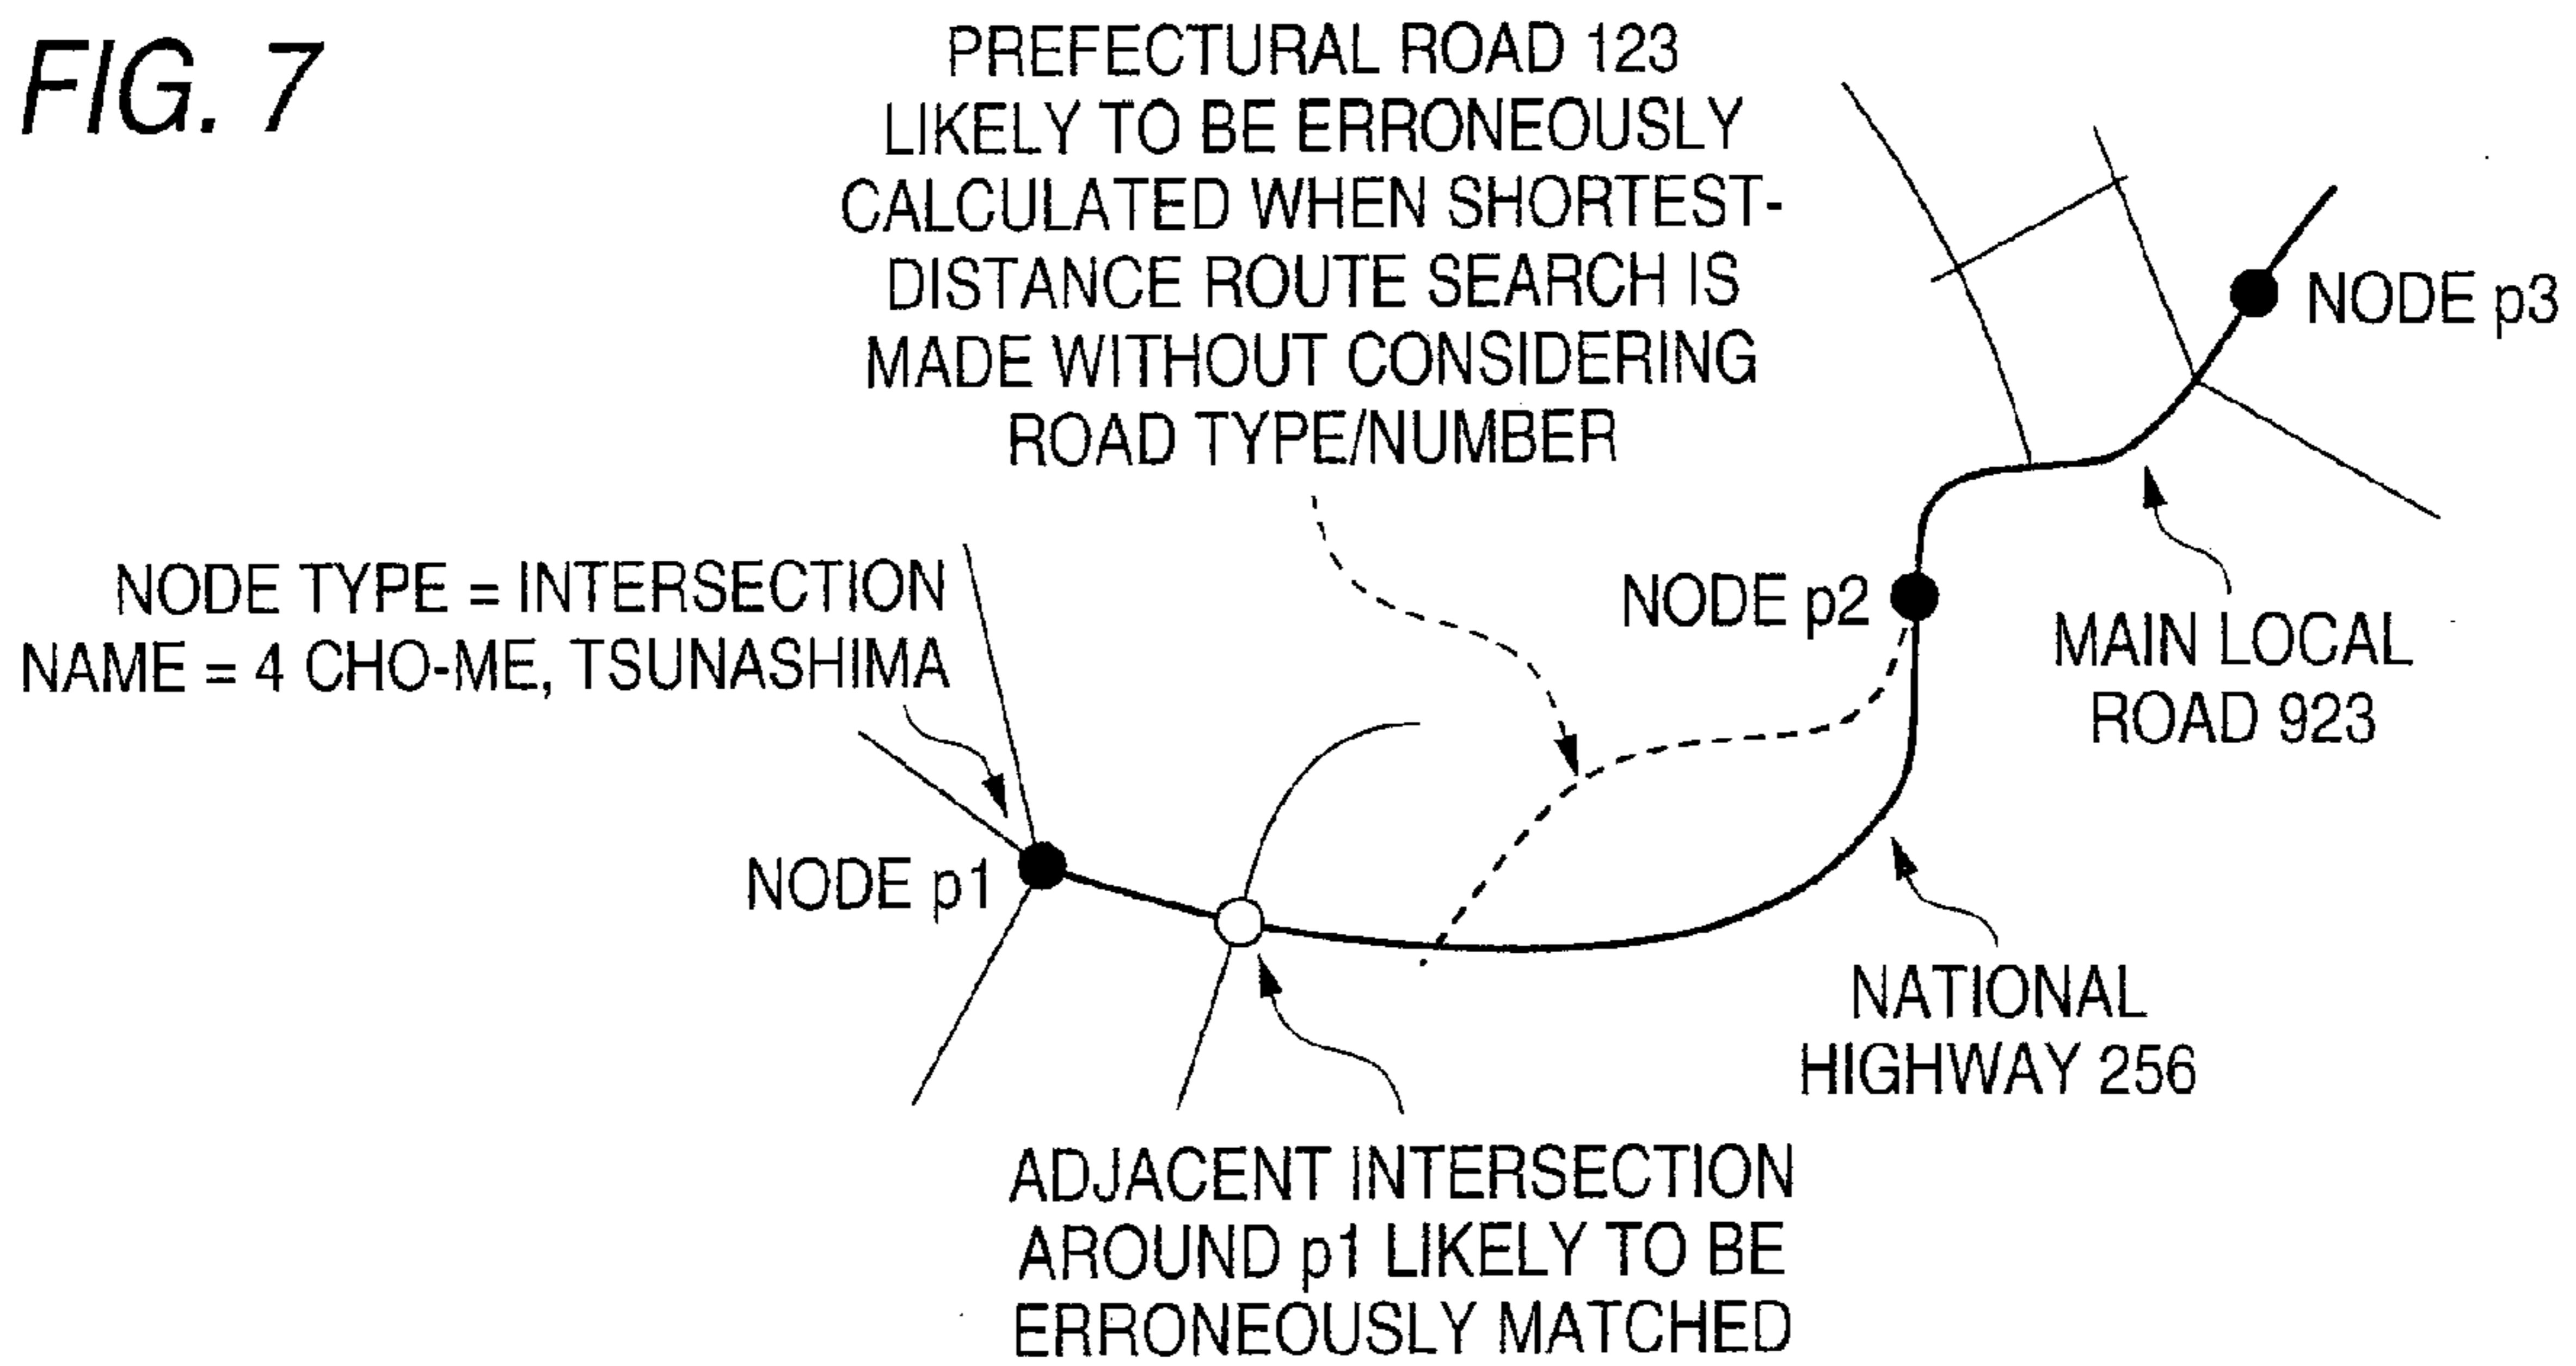 FIG. 7
PREFECTURAL ROAD 123
LIKELY TO BE ERRONEOUSLY
CALCULATED WHEN SHORTEST-
DISTANCE ROUTE SEARCH IS
MADE WITHOUT CONSIDERING
ROAD TYPE/NUMBER
NODE p3
NODE TYPE = INTERSECTION
NAME = 4 CHO-ME, TSUNASHIMA
NODE p2
MAIN LOCAL
ROAD 923
NODE p1
NATIONAL
HIGHWAY 256
ADJACENT INTERSECTION
AROUND p1 LIKELY TO BE
ERRONEOUSLY MATCHED